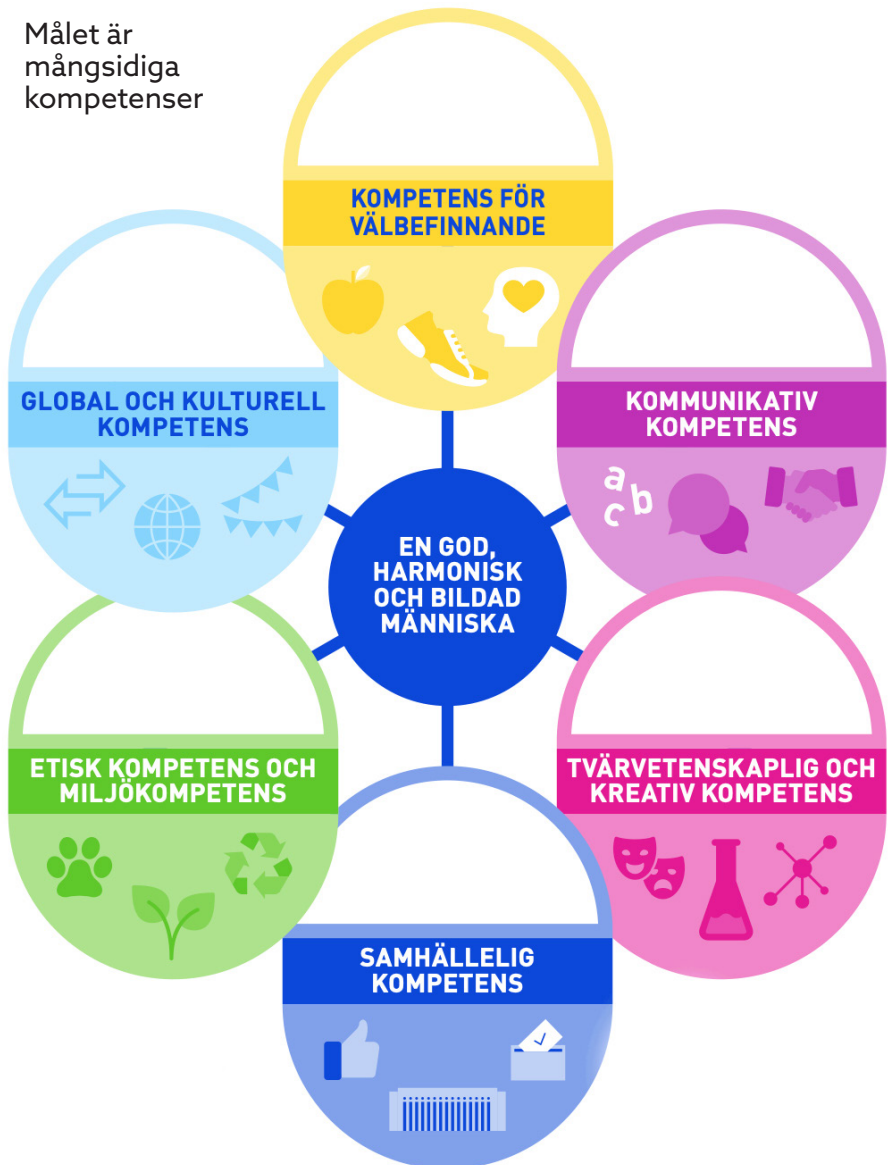 Målet är
mångsidiga
kompetenser
KOMPETENS FÖR
VÄLBEFINNANDE
GLOBAL OCH KULTURELL
KOMPETENS
KOMMUNIKATIV
KOMPETENS
a
b
c
EN GOD,
HARMONISK
OCH BILDAD
MÄNNISKA
ETISK KOMPETENS OCH
MILJÖKOMPETENS
TVÄRVETENSKAPLIG OCH
KREATIV KOMPETENS
SAMHÄLLELIG
KOMPETENS